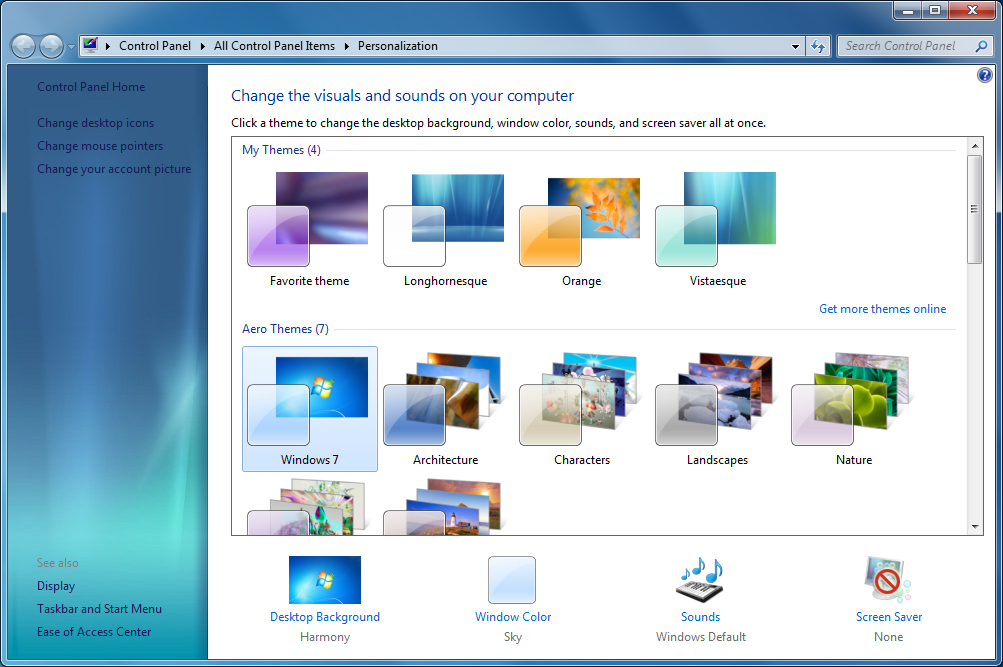 Control Panel
All Control Panel Items
Personalization
Search Control Panel
Control Panel Home
Change desktop icons
Change mouse pointers
Change your account picture
Change the visuals and sounds on your computer
Click a theme to change the desktop background, window color, sounds, and screen saver all at once.
My Themes (4)
Favorite theme
Longhornesque
Orange
Vistaesque
Get more themes online
Aero Themes (7)
Windows 7
Architecture
Characters
Landscapes
Nature
See also
Display
Taskbar and Start Menu
Ease of Access Center
Desktop Background
Harmony
Window Color
Sky
Sounds
Windows Default
Screen Saver
None